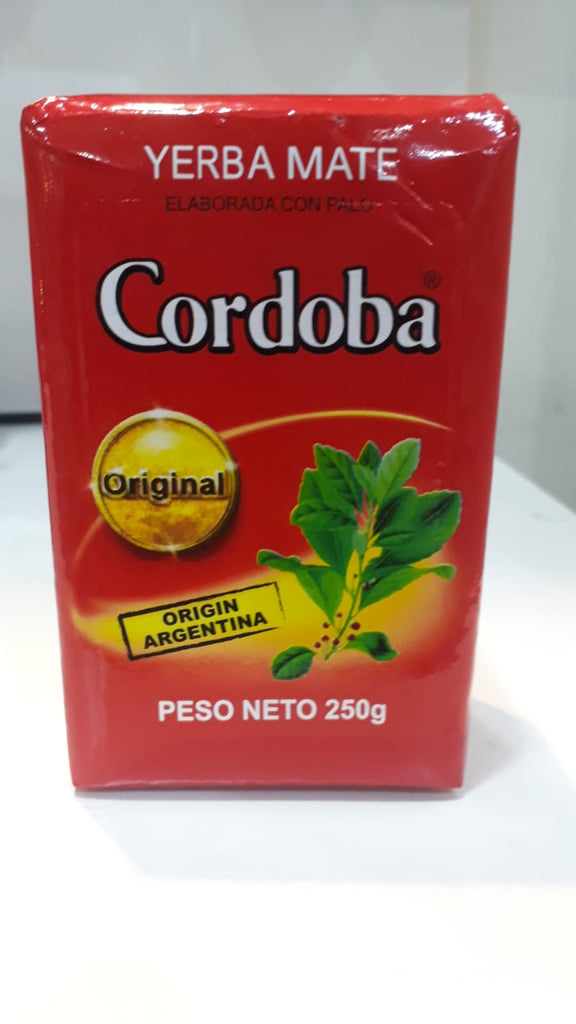 YERBA MATE
ELABORADA CON PALO
Cordoba®
Original
ORIGIN
ARGENTINA
PESO NETO 250g